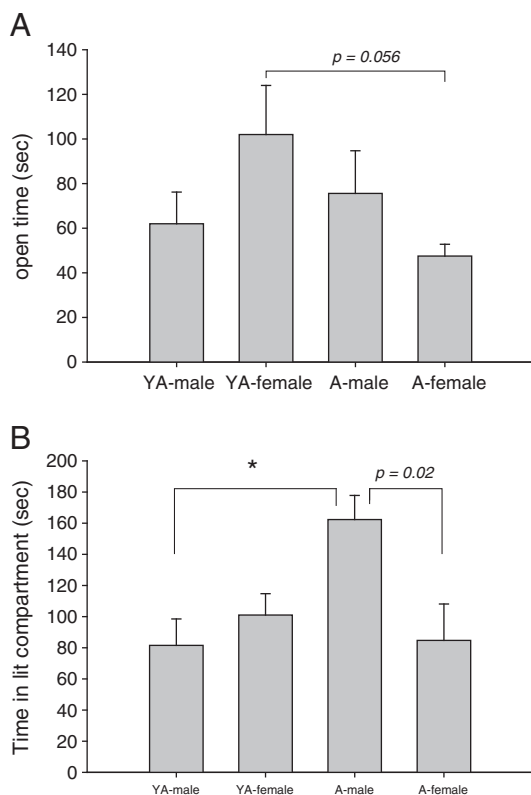 A
open time (sec)
140
120
100
80
60
40
20
0
p = 0.056
YA-male YA-female A-male A-female
B
Time in lit compartment (sec)
200
180
160
140
120
100
80
60
40
20
0
*
p = 0.02
YA-male YA-female A-male A-female